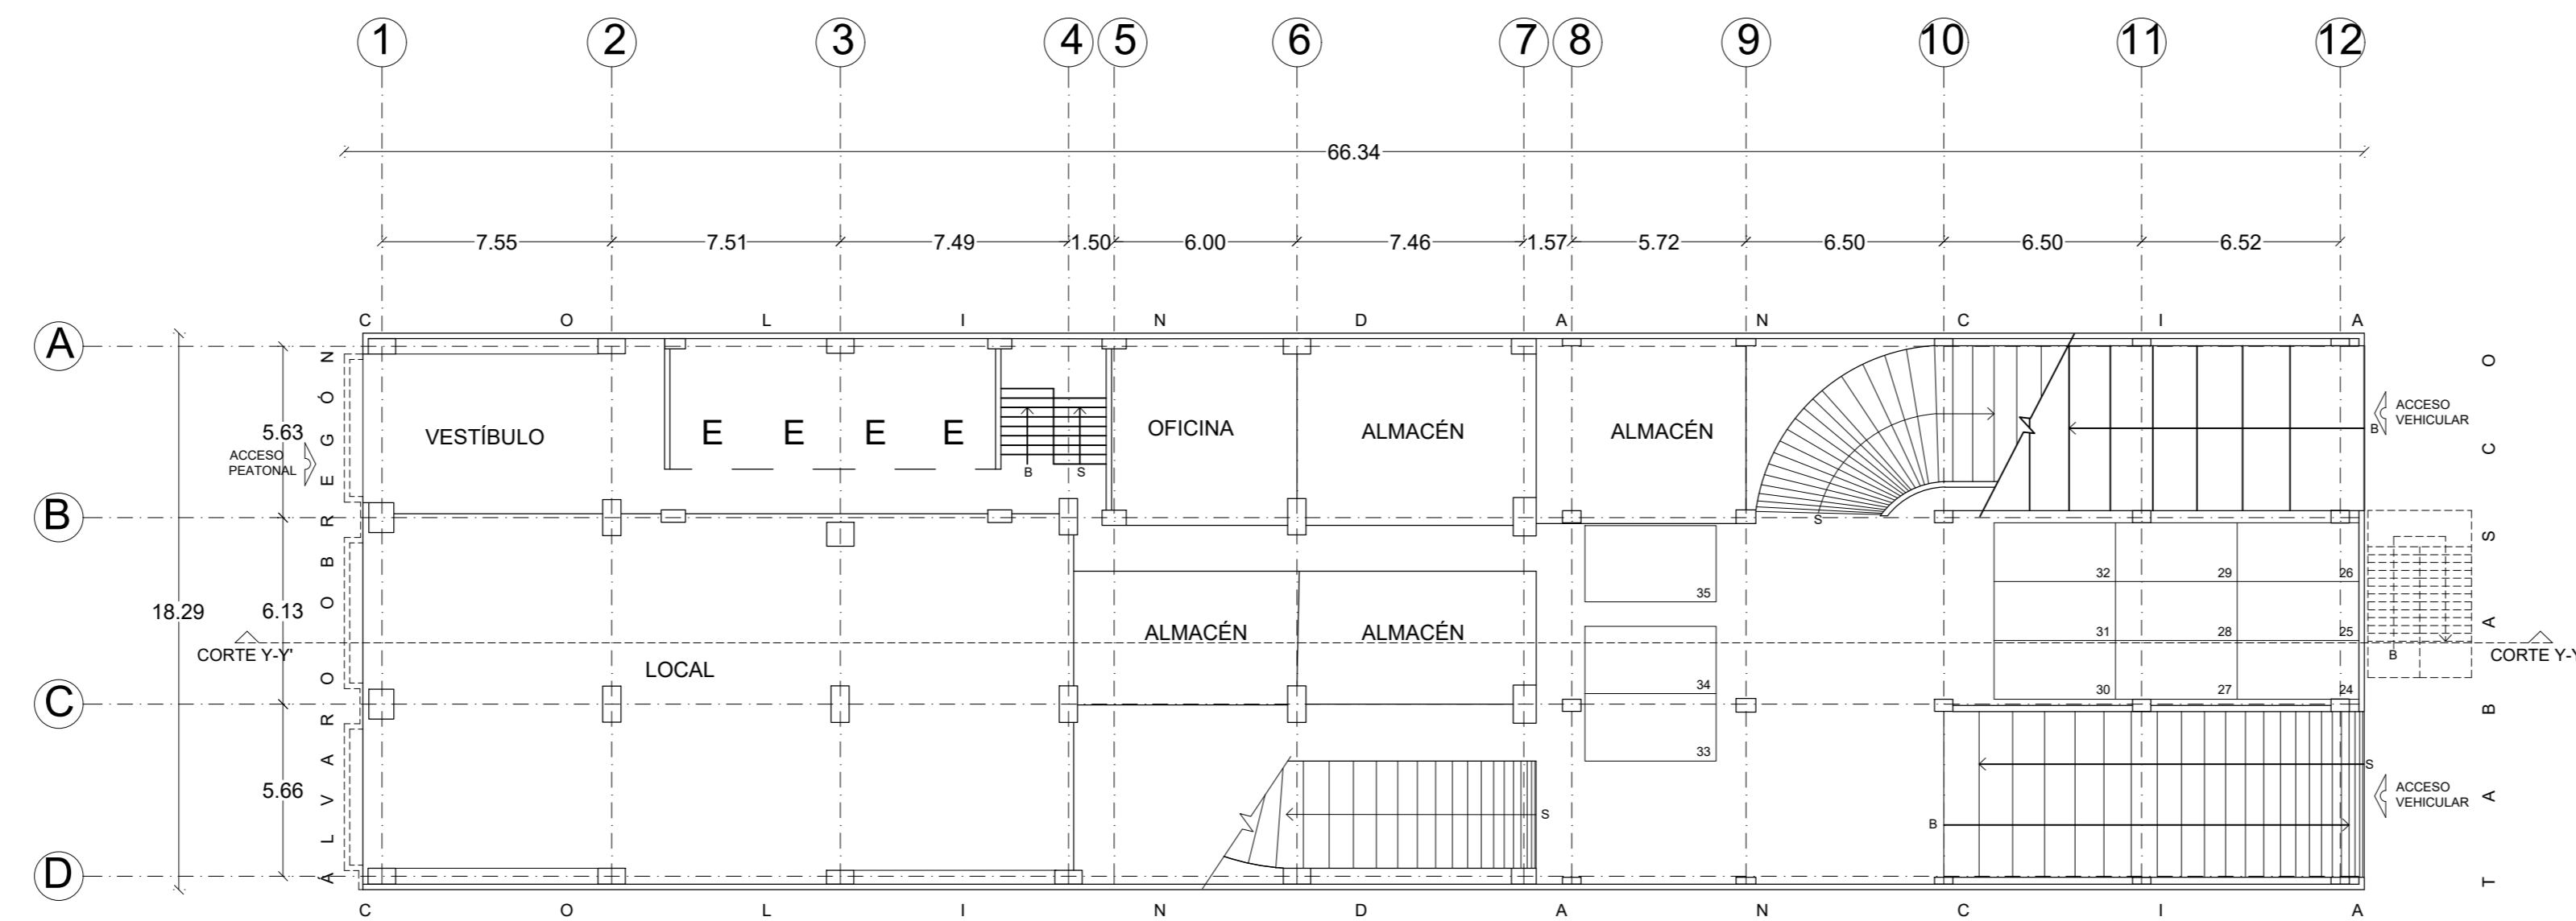 1 2 3 4 5 6 7 8 9 10 11 12
66.34
7.55 7.51 7.49 1.50 6.00 7.46 1.57 5.72 6.50 6.50 6.52
C O L I N D A N C I A
A
B
C
D
18.29
5.63
6.13
5.66
ACCESO
PEATONAL
ÁLVARO OBREGÓN
VESTÍBULO
E E E E
B S
OFICINA
ALMACÉN
ALMACÉN
S
B
ACCESO
VEHICULAR
TABASCO
35
32 29 26
ALMACÉN
ALMACÉN
31 28 25
CORTE Y-Y'
LOCAL
B
CORTE Y-Y
34
30 27 24
33
S
S
B
ACCESO
VEHICULAR
C O L I N D A N C I A